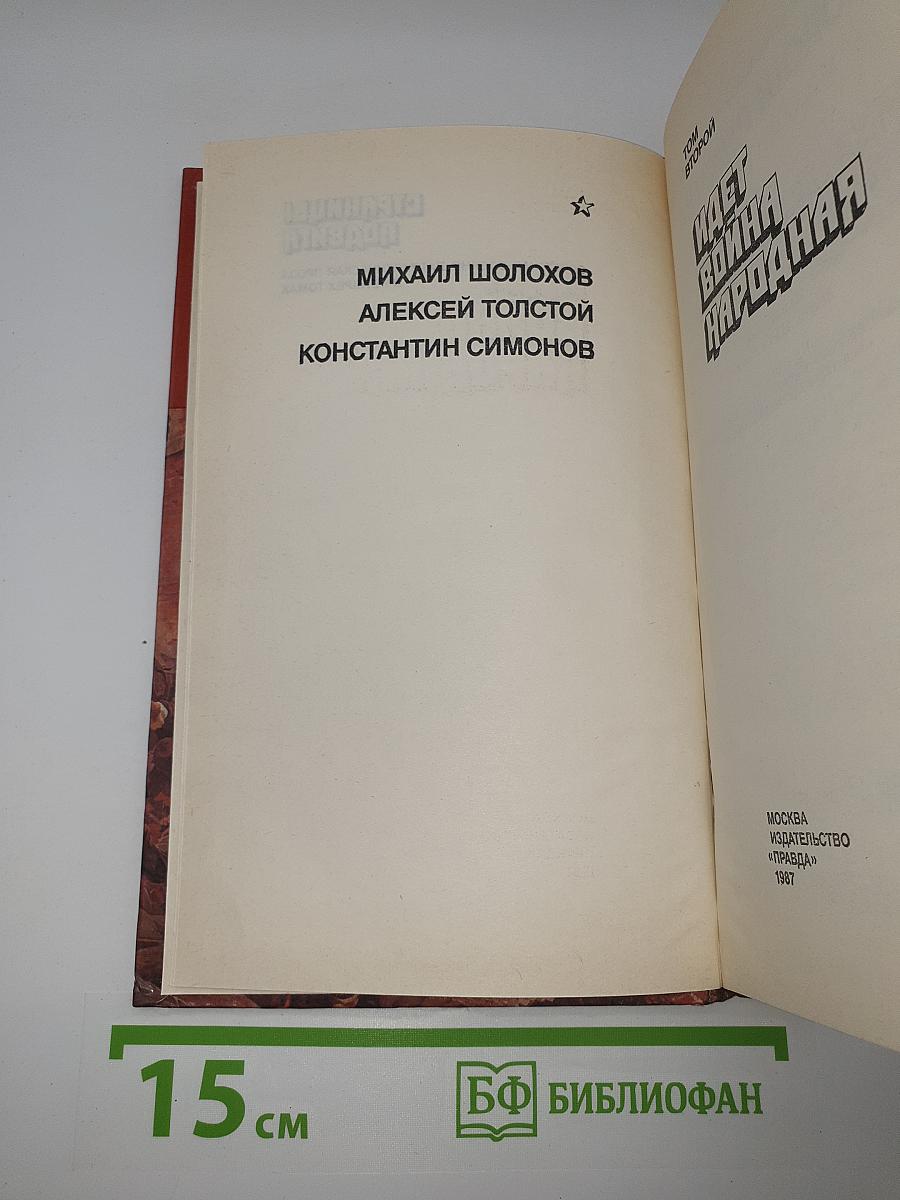 МИХАИЛ ШОЛОХОВ
АЛЕКСЕЙ ТОЛСТОЙ
КОНСТАНТИН СИМОНОВ
ТОМ
ВТОРОЙ
ИДЕТ
ВОЙНА
НАРОДНАЯ
МОСКВА
ИЗДАТЕЛЬСТВО
«ПРАВДА»
1987
15 см
БФ БИБЛИОФАН